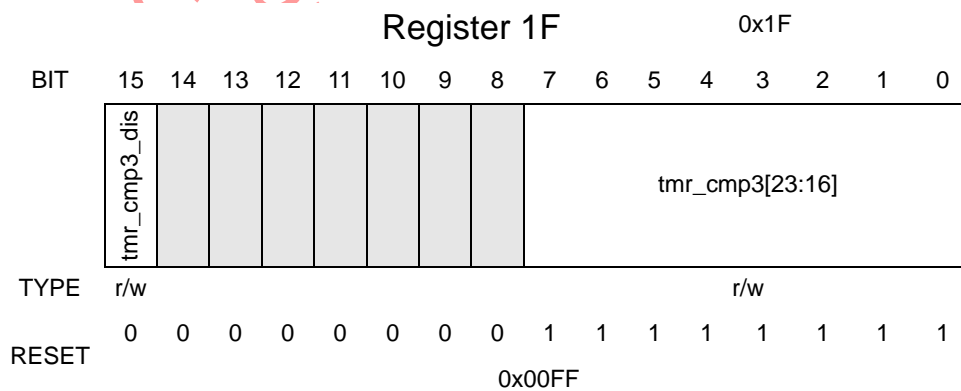 Register 1F 0x1F
BIT 15 14 13 12 11 10 9 8 7 6 5 4 3 2 1 0
tmr_cmp3_dis
tmr_cmp3[23:16]
TYPE r/w r/w
RESET 0 0 0 0 0 0 0 0 1 1 1 1 1 1 1 1
0x00FF